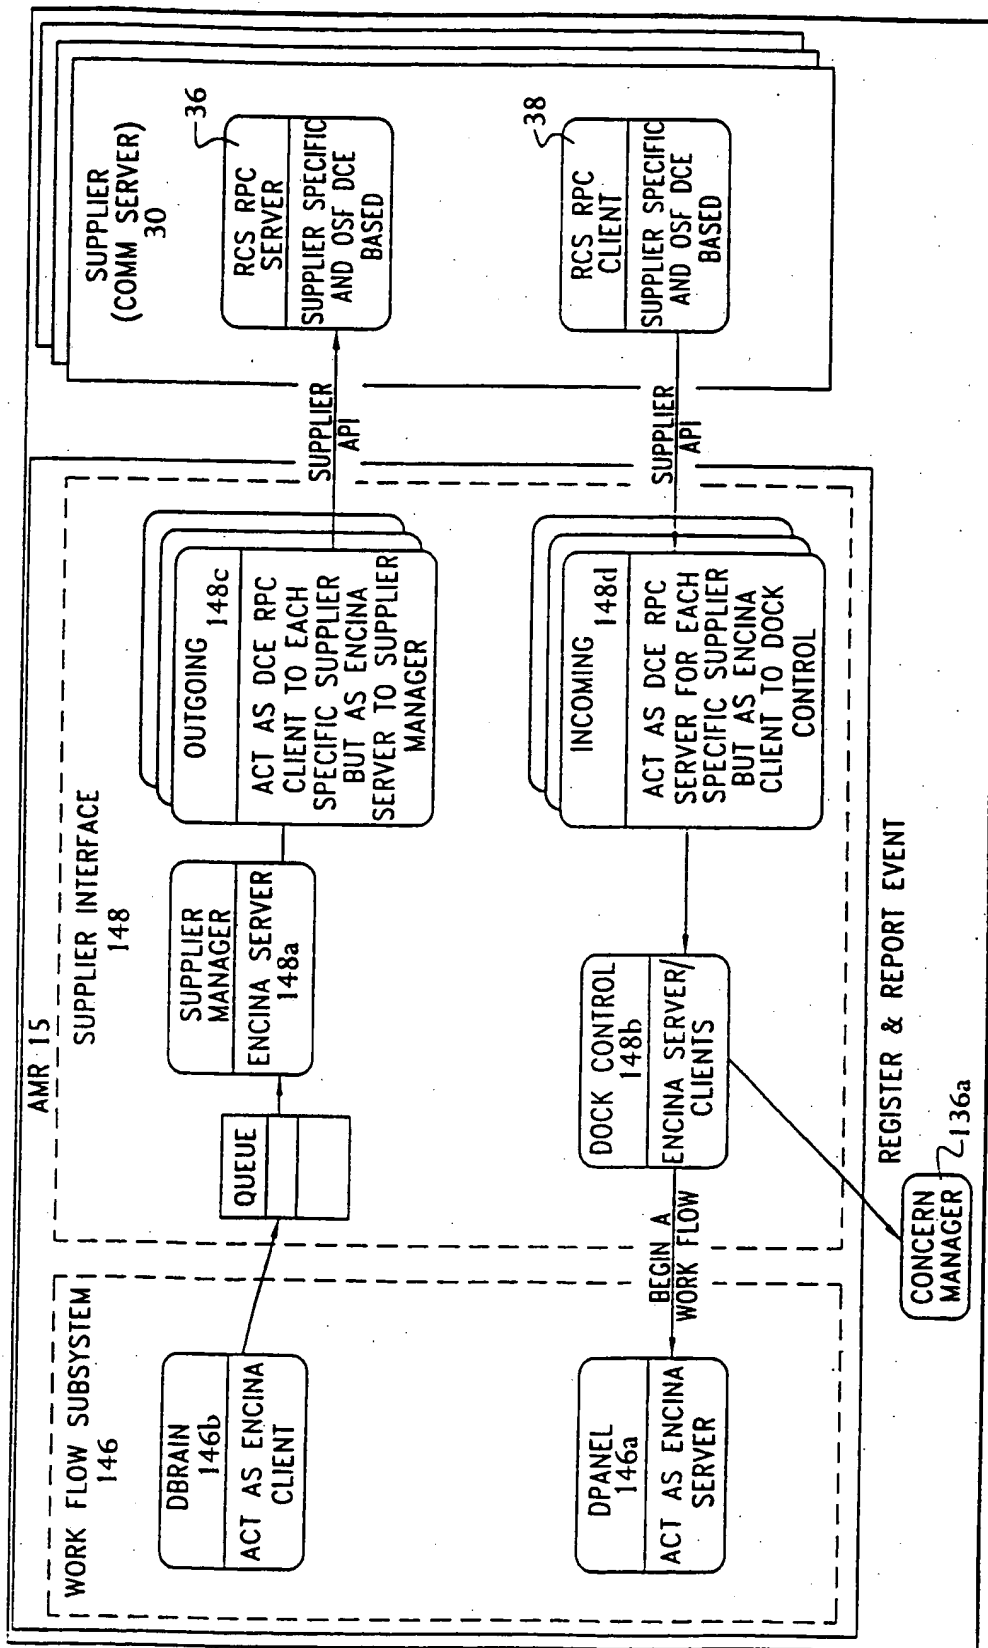 AMR 15
WORK FLOW SUBSYSTEM
146
DBRAIN
146b
ACT AS ENCINA
CLIENT
DPANEL
146a
ACT AS ENCINA
SERVER
SUPPLIER INTERFACE
148
QUEUE
SUPPLIER
MANAGER
ENCINA SERVER
148a
OUTGOING
148c
ACT AS DCE RPC
CLIENT TO EACH
SPECIFIC SUPPLIER
BUT AS ENCINA
SERVER TO SUPPLIER
MANAGER
BEGIN A
WORK FLOW
DOCK CONTROL
148b
ENCINA SERVER/
CLIENTS
INCOMING
148d
ACT AS DCE RPC
SERVER FOR EACH
SPECIFIC SUPPLIER
BUT AS ENCINA
CLIENT TO DOCK
CONTROL
SUPPLIER
API
SUPPLIER
API
SUPPLIER
(COMM SERVER)
30
36
RCS RPC
SERVER
SUPPLIER SPECIFIC
AND OSF DCE
BASED
38
RCS RPC
CLIENT
SUPPLIER SPECIFIC
AND OSF DCE
BASED
REGISTER & REPORT EVENT
CONCERN
MANAGER
136a